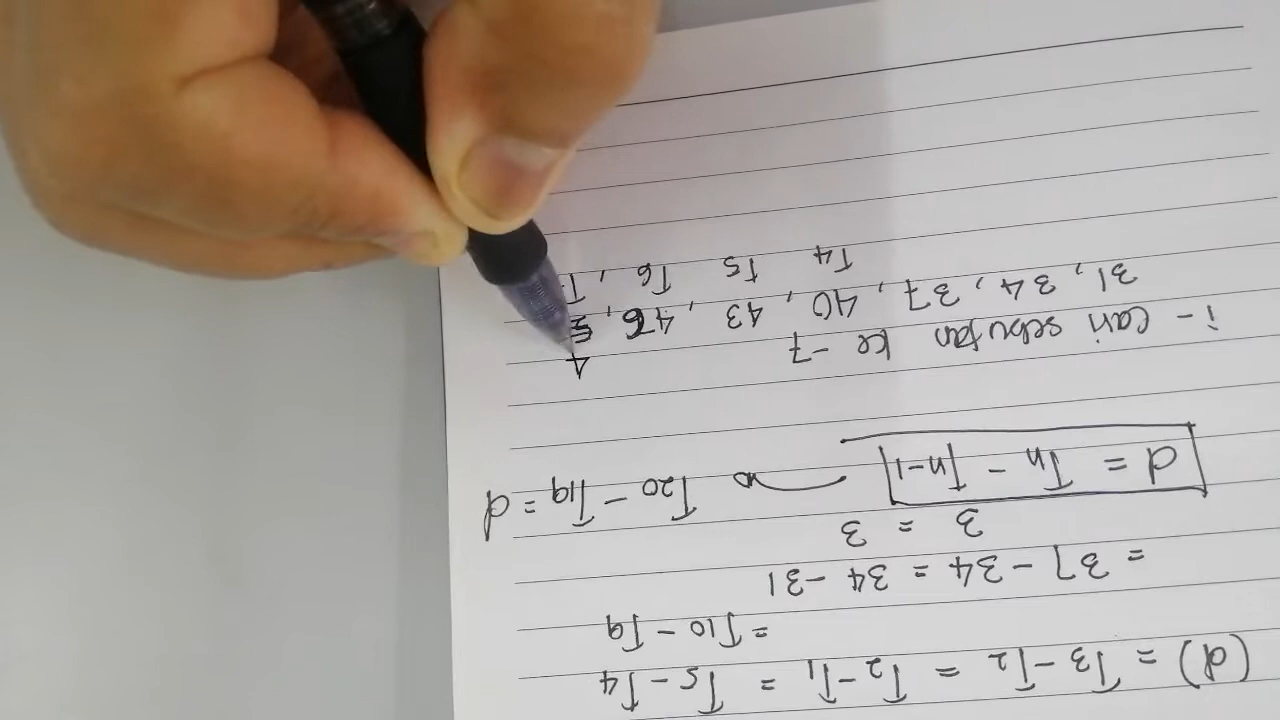 (d) = T3 - T2 = T2 - T1 = T5 - T4
= T10 - T9
= 37 - 34 = 34 - 31
3 = 3
d = Tn - Tn-1 T20 - T19 = d
i - cari sebutan ke -7
31, 34, 37, 40, 43, 46,
T4 T5 T6,